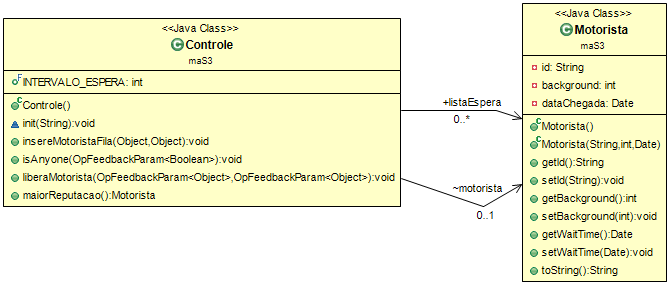 <<Java Class>>
Controle
maS3
INTERVALO_ESPERA: int
Controle()
init(String):void
insereMotoristaFila(Object,Object):void
isAnyone(OpFeedbackParam<Boolean>):void
liberaMotorista(OpFeedbackParam<Object>,OpFeedbackParam<Object>):void
maiorReputacao():Motorista
+listaEspera
0..*
~motorista
0..1
<<Java Class>>
Motorista
maS3
id: String
background: int
dataChegada: Date
Motorista()
Motorista(String,int,Date)
getId():String
setId(String):void
getBackground():int
setBackground(int):void
getWaitTime():Date
setWaitTime(Date):void
toString():String